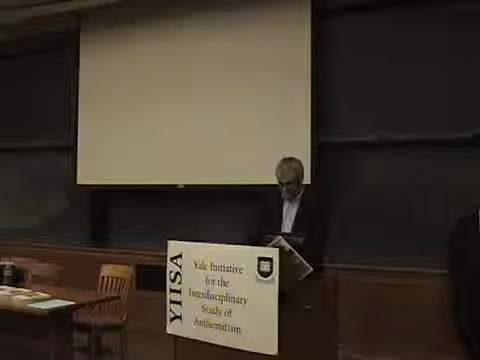 YIISA
Yale Initiative
for the
Interdisciplinary
Study of
Antisemitism